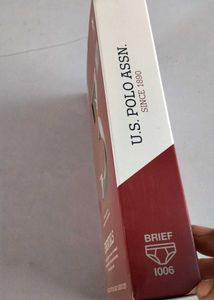 U.S. POLO ASSN.
SINCE 1890
BRIEF
1006